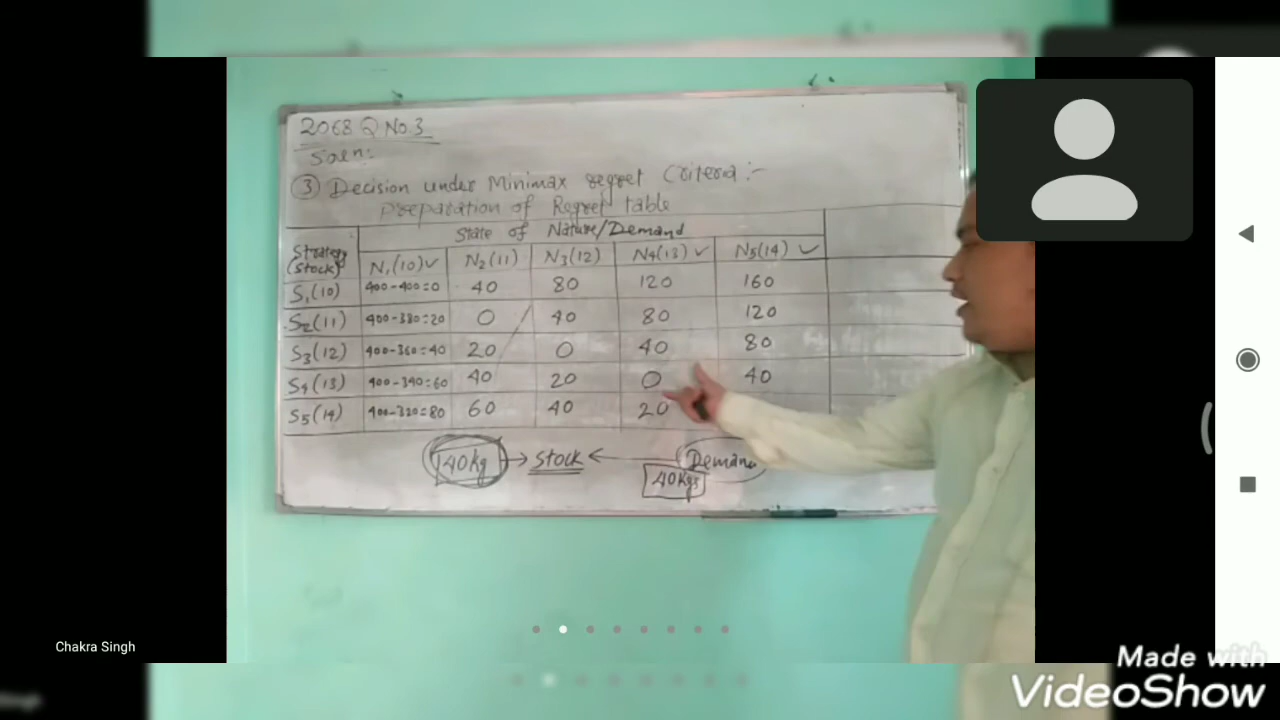 2068 Q No.3
Soln:
③ Decision under Minimax regret Criteria:-
Preparation of Regret table
Strategy (Stock) State of Nature/Demand
N1(10)✓ N2(11) N3(12) N4(13) ✓ N5(14) ✓
S1(10) 400-400=0 40 80 120 160
S2(11) 400-380=20 0 40 80 120
S3(12) 400-360=40 20 0 40 80
S4(13) 400-340=60 40 20 0 40
S5(14) 400-320=80 60 40 20
40kg → Stock ← Demand
40Kgs
Chakra Singh
Made with
VideoShow